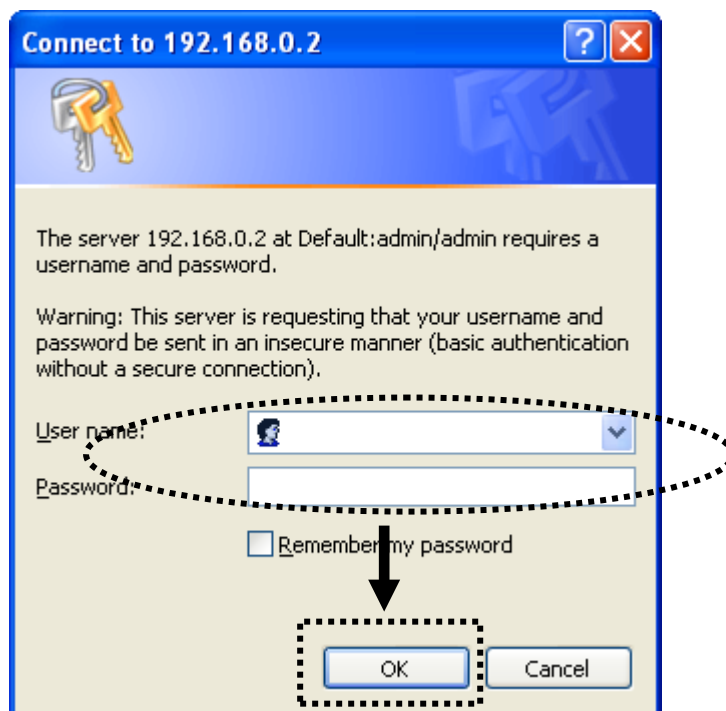 Connect to 192.168.0.2
The server 192.168.0.2 at Default:admin/admin requires a
username and password.
Warning: This server is requesting that your username and
password be sent in an insecure manner (basic authentication
without a secure connection).
User name:
Password:
Remember my password
OK
Cancel